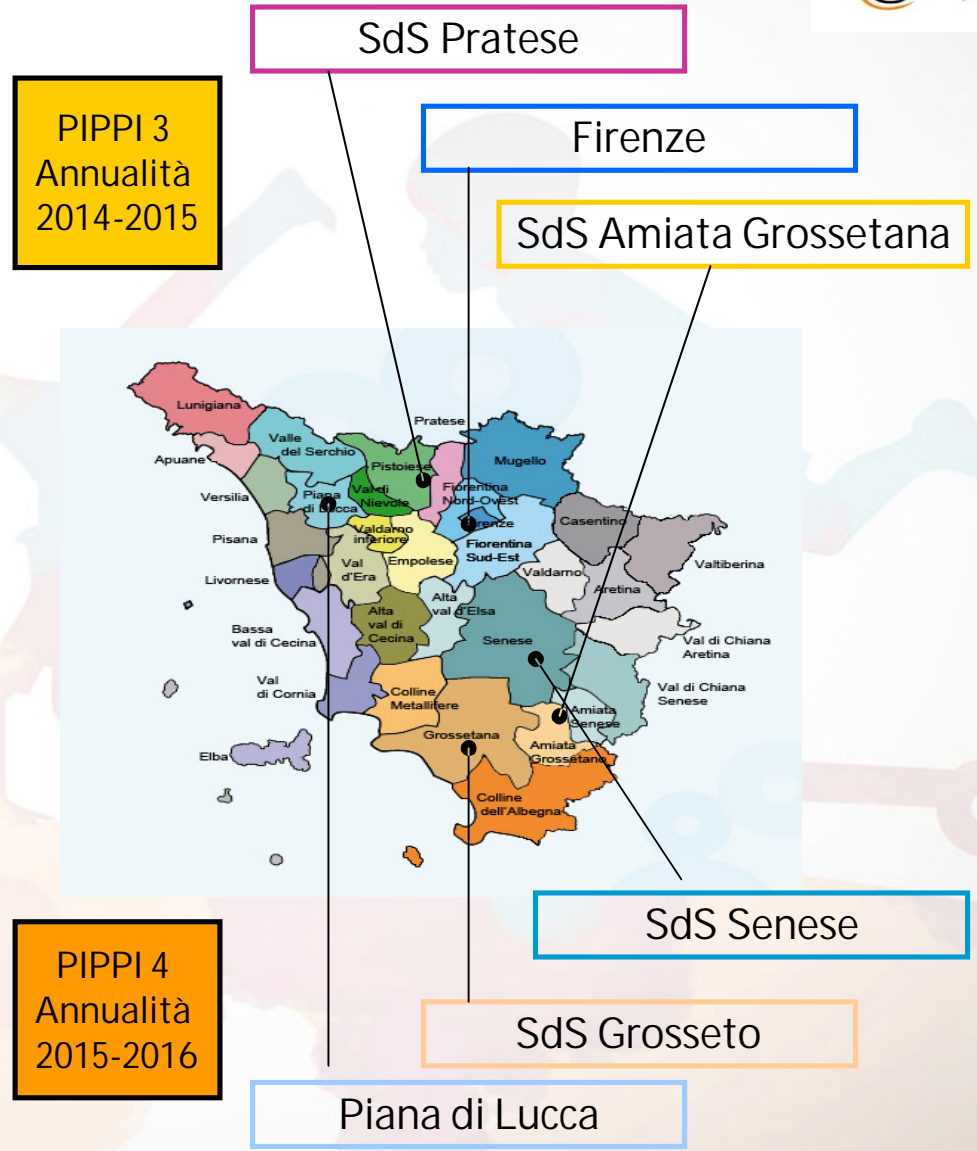 SdS Pratese
PIPPI 3
Annualità
2014-2015
Firenze
SdS Amiata Grossetana
Lunigiana
Pratese
Valle
del Serchio
Pistoiese
Mugello
Apuane
Val di
Nievole
Fiorentina
Nord-Ovest
Versilia
Piana
di Lucca
Firenze
Casentino
Valdarno
inferiore
Fiorentina
Sud-Est
Pisana
Empolese
Valtiberina
Val
d'Era
Valdarno
Livornese
Aretina
Alta
val d'Elsa
Alta
val di
Cecina
Bassa
val di Cecina
Senese
Val di Chiana
Aretina
Val
di Cornia
Val di Chiana
Senese
Colline
Metallifere
Amiata
Senese
Grossetana
Elba
Amiata
Grossetano
Colline
dell'Albegna
SdS Senese
PIPPI 4
Annualità
2015-2016
SdS Grosseto
Piana di Lucca